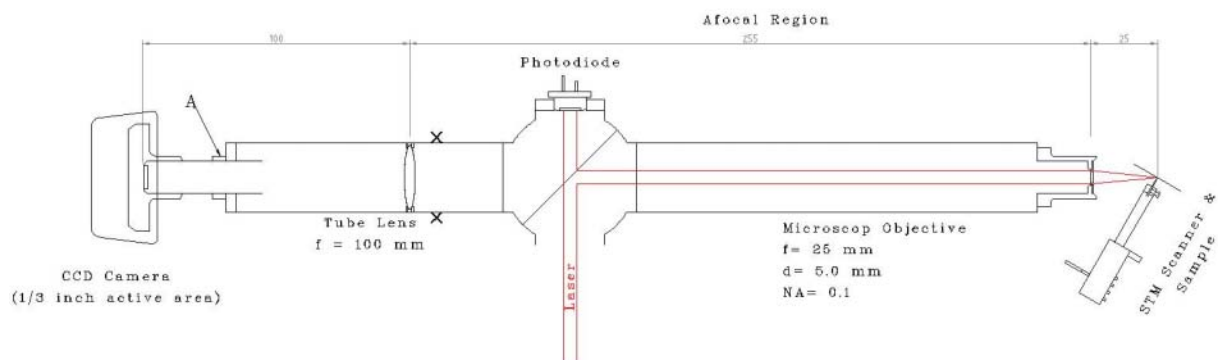 Afocal Region
100
255
25
Photodiode
A
X
X
Tube Lens
f = 100 mm
Microscop Objective
f= 25 mm
d= 5.0 mm
NA= 0.1
CCD Camera
(1/3 inch active area)
Laser
STM Scanner &
Sample